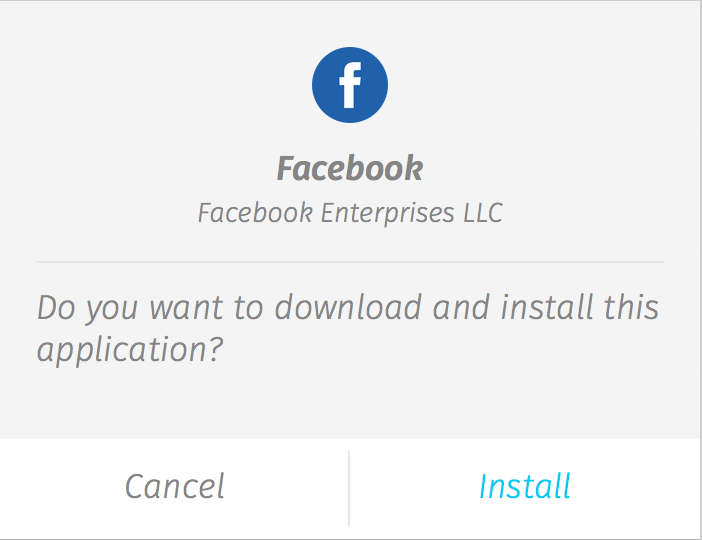 Facebook
Facebook Enterprises LLC
Do you want to download and install this
application?
Cancel
Install